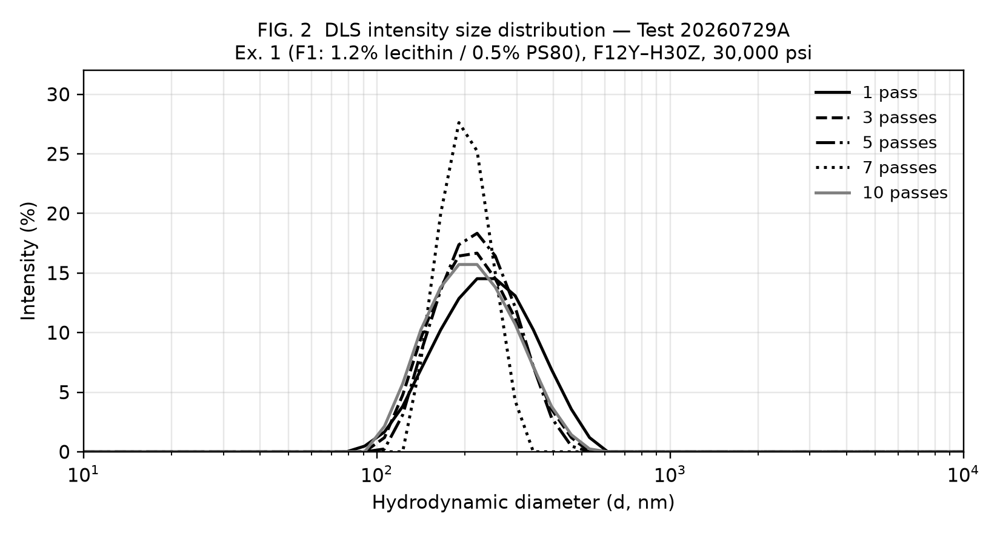 FIG. 2  DLS intensity size distribution — Test 20260729A
Ex. 1 (F1: 1.2% lecithin / 0.5% PS80), F12Y–H30Z, 30,000 psi
Intensity (%)
30
25
20
15
10
5
0
1 pass
3 passes
5 passes
7 passes
10 passes
10¹ 10² 10³ 10⁴
Hydrodynamic diameter (d, nm)